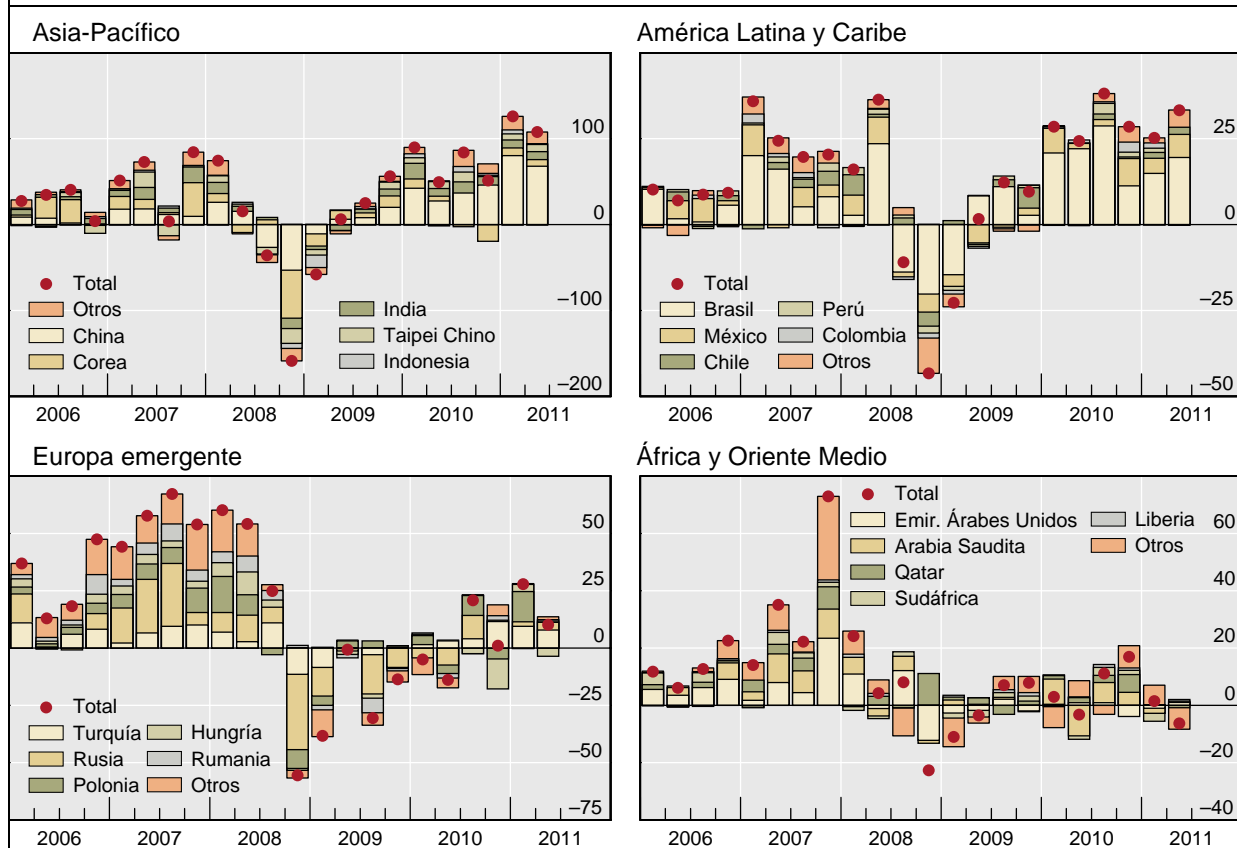 Asia-Pacífico
100
0
–100
–200
Total
Otros
China
Corea
India
Taipei Chino
Indonesia
2006 2007 2008 2009 2010 2011
América Latina y Caribe
25
0
–25
–50
Total
Brasil
México
Chile
Perú
Colombia
Otros
2006 2007 2008 2009 2010 2011
Europa emergente
50
25
0
–25
–50
–75
Total
Turquía
Rusia
Polonia
Hungría
Rumania
Otros
2006 2007 2008 2009 2010 2011
África y Oriente Medio
60
40
20
0
–20
–40
Total
Emir. Árabes Unidos
Arabia Saudita
Qatar
Sudáfrica
Liberia
Otros
2006 2007 2008 2009 2010 2011